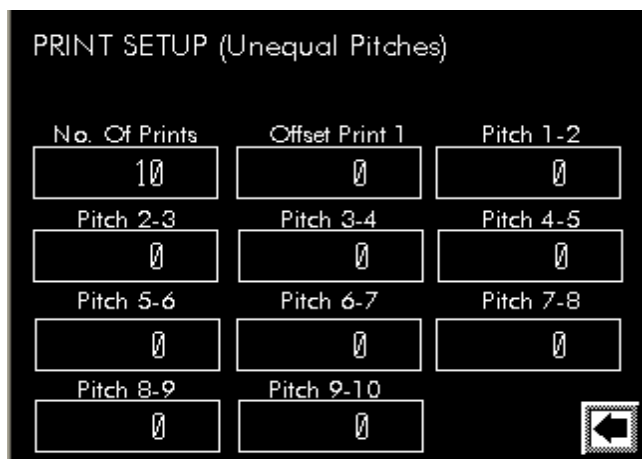 PRINT SETUP (Unequal Pitches)
No. Of Prints Offset Print 1 Pitch 1-2
10 0 0
Pitch 2-3 Pitch 3-4 Pitch 4-5
0 0 0
Pitch 5-6 Pitch 6-7 Pitch 7-8
0 0 0
Pitch 8-9 Pitch 9-10
0 0